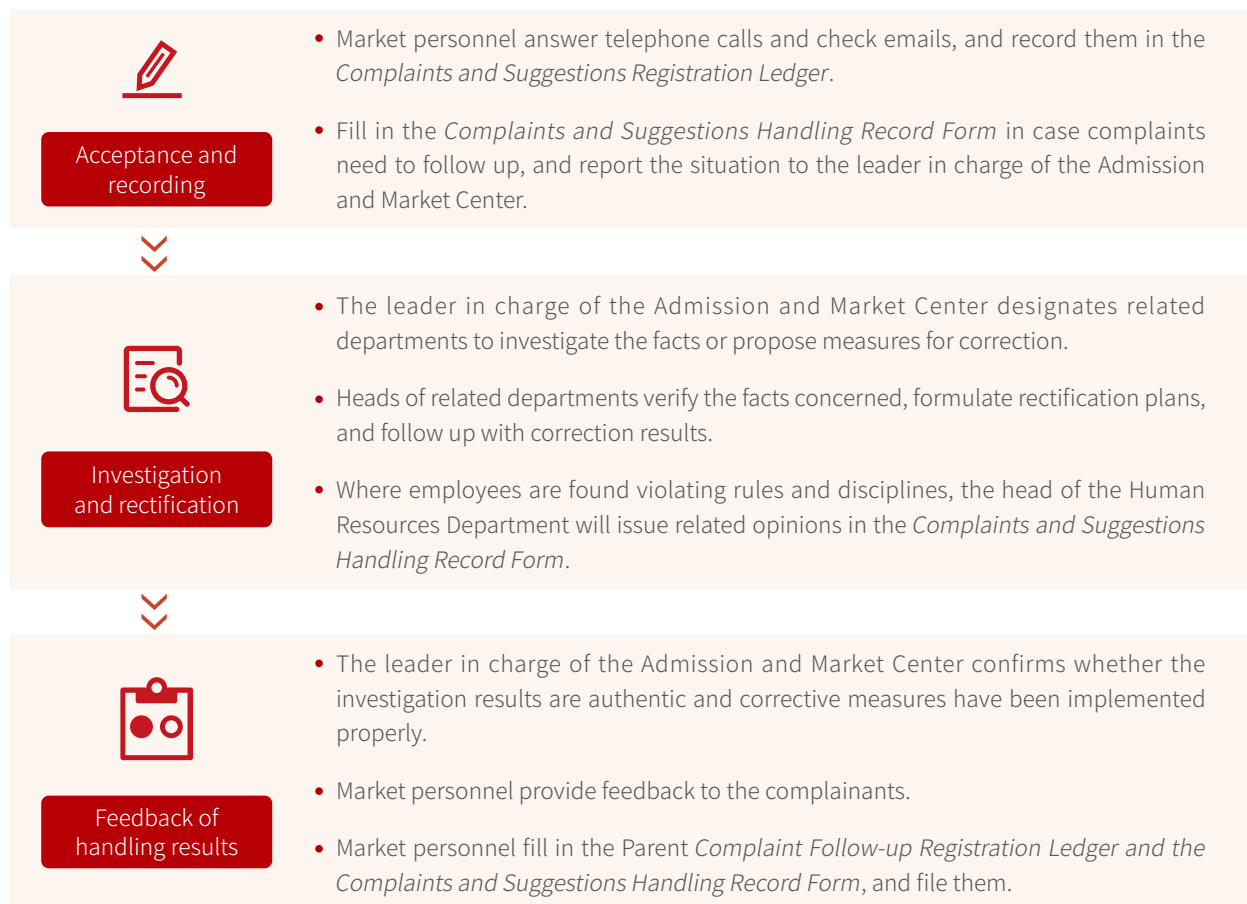 Acceptance and
recording
• Market personnel answer telephone calls and check emails, and record them in the
Complaints and Suggestions Registration Ledger.
• Fill in the Complaints and Suggestions Handling Record Form in case complaints
need to follow up, and report the situation to the leader in charge of the Admission
and Market Center.
Investigation
and rectification
• The leader in charge of the Admission and Market Center designates related
departments to investigate the facts or propose measures for correction.
• Heads of related departments verify the facts concerned, formulate rectification plans,
and follow up with correction results.
• Where employees are found violating rules and disciplines, the head of the Human
Resources Department will issue related opinions in the Complaints and Suggestions
Handling Record Form.
Feedback of
handling results
• The leader in charge of the Admission and Market Center confirms whether the
investigation results are authentic and corrective measures have been implemented
properly.
• Market personnel provide feedback to the complainants.
• Market personnel fill in the Parent Complaint Follow-up Registration Ledger and the
Complaints and Suggestions Handling Record Form, and file them.